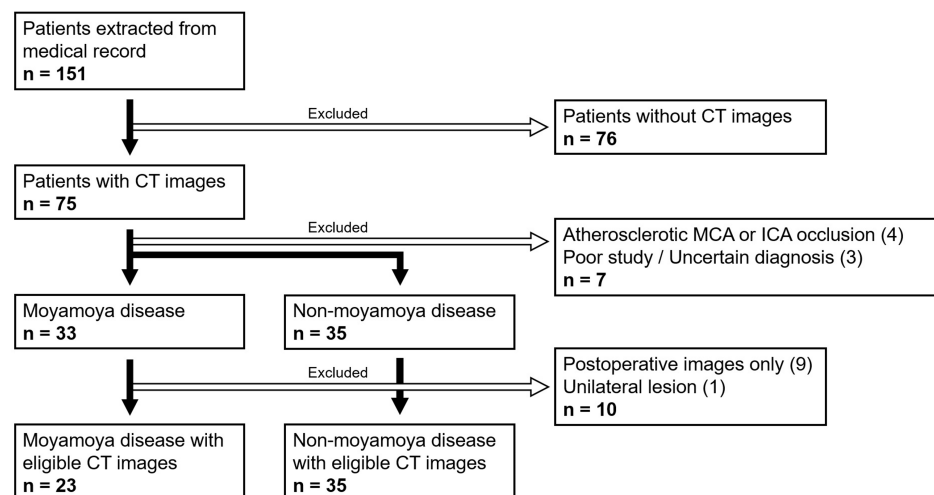 Patients extracted from
medical record
n = 151
Excluded
Patients without CT images
n = 76
Patients with CT images
n = 75
Excluded
Atherosclerotic MCA or ICA occlusion (4)
Poor study / Uncertain diagnosis (3)
n = 7
Moyamoya disease
n = 33
Non-moyamoya disease
n = 35
Excluded
Postoperative images only (9)
Unilateral lesion (1)
n = 10
Moyamoya disease with
eligible CT images
n = 23
Non-moyamoya disease
with eligible CT images
n = 35